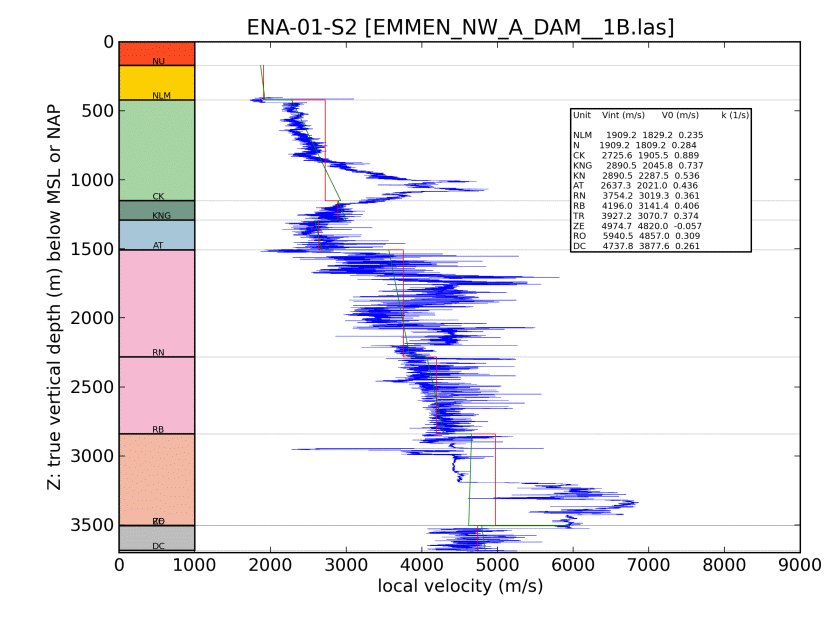 ENA-01-S2 [EMMEN_NW_A_DAM__1B.las]
Z: true vertical depth (m) below MSL or NAP
0
500
1000
1500
2000
2500
3000
3500
NU
NLM
CK
KNG
AT
RN
RB
DC
Unit Vint (m/s) V0 (m/s) k (1/s)
NLM 1909.2 1829.2 0.235
N 1909.2 1809.2 0.284
CK 2725.6 1905.5 0.889
KNG 2890.5 2045.8 0.737
KN 2890.5 2287.5 0.536
AT 2637.3 2021.0 0.436
RN 3754.2 3019.3 0.361
RB 4196.0 3141.4 0.406
TR 3927.2 3070.7 0.374
ZE 4974.7 4820.0 -0.057
RO 5940.5 4857.0 0.309
DC 4737.8 3877.6 0.261
0 1000 2000 3000 4000 5000 6000 7000 8000 9000
local velocity (m/s)